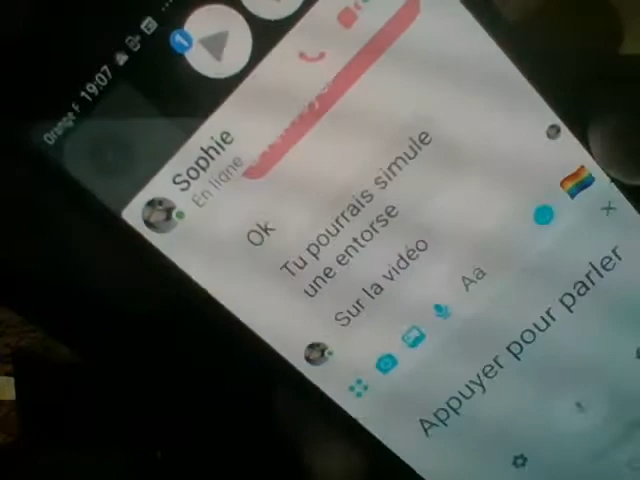 Orange F 19:07
1
Sophie
En ligne
Ok
Tu pourrais simule
une entorse
Sur la vidéo
Aa
Appuyer pour parler